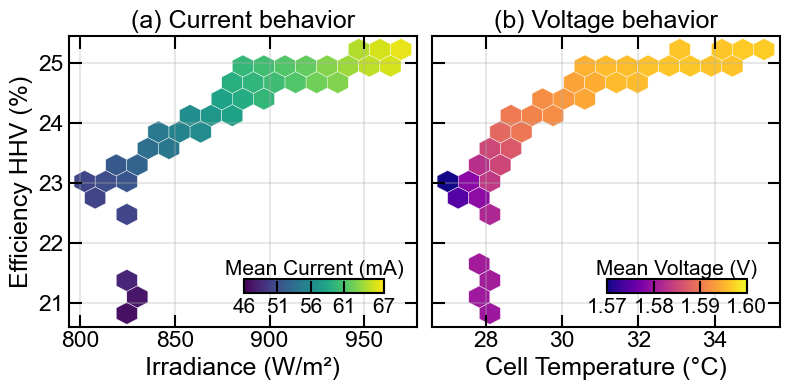 (a) Current behavior
(b) Voltage behavior
Efficiency HHV (%)
25
24
23
22
21
Mean Current (mA)
46 51 56 61 67
Mean Voltage (V)
1.57 1.58 1.59 1.60
800 850 900 950
28 30 32 34
Irradiance (W/m²)
Cell Temperature (°C)